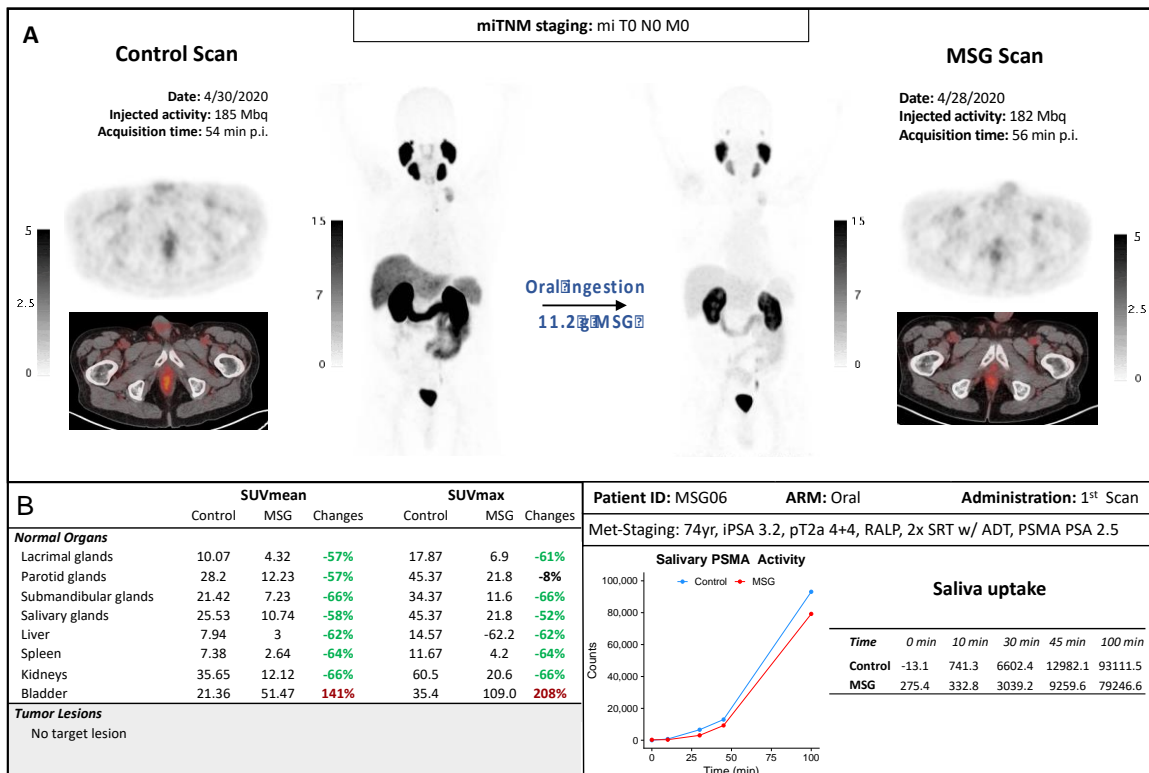 A
miTNM staging: mi T0 N0 M0
Control Scan
Date: 4/30/2020
Injected activity: 185 Mbq
Acquisition time: 54 min p.i.
MSG Scan
Date: 4/28/2020
Injected activity: 182 Mbq
Acquisition time: 56 min p.i.
5
2.5
0
15
7
0
Oral Ingestion
11.2 g MSG
15
7
0
5
2.5
0
B
SUVmean SUVmax
Control MSG Changes Control MSG Changes
Normal Organs
Lacrimal glands 10.07 4.32 -57% 17.87 6.9 -61%
Parotid glands 28.2 12.23 -57% 45.37 21.8 -8%
Submandibular glands 21.42 7.23 -66% 34.37 11.6 -66%
Salivary glands 25.53 10.74 -58% 45.37 21.8 -52%
Liver 7.94 3 -62% 14.57 -62.2 -62%
Spleen 7.38 2.64 -64% 11.67 4.2 -64%
Kidneys 35.65 12.12 -66% 60.5 20.6 -66%
Bladder 21.36 51.47 141% 35.4 109.0 208%
Tumor Lesions
No target lesion
Patient ID: MSG06 ARM: Oral Administration: 1st Scan
Met-Staging: 74yr, iPSA 3.2, pT2a 4+4, RALP, 2x SRT w/ ADT, PSMA PSA 2.5
Salivary PSMA Activity
Control MSG
100,000
80,000
60,000
40,000
20,000
0
Counts
0 25 50 75 100
Time (min)
Saliva uptake
Time 0 min 10 min 30 min 45 min 100 min
Control -13.1 741.3 6602.4 12982.1 93111.5
MSG 275.4 332.8 3039.2 9259.6 79246.6